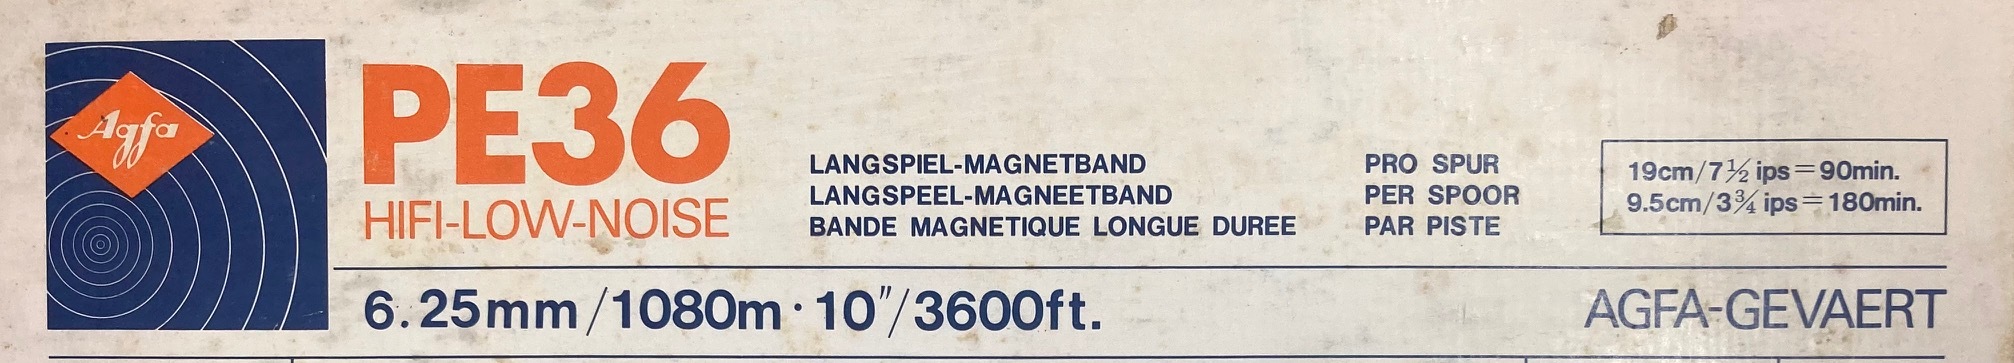 Agfa
PE36
HIFI-LOW-NOISE
LANGSPIEL-MAGNETBAND
LANGSPEEL-MAGNEETBAND
BANDE MAGNETIQUE LONGUE DUREE
PRO SPUR
PER SPOOR
PAR PISTE
19cm/7½ ips=90min.
9.5cm/3¾ ips=180min.
6.25mm/1080m·10"/3600ft.
AGFA-GEVAERT